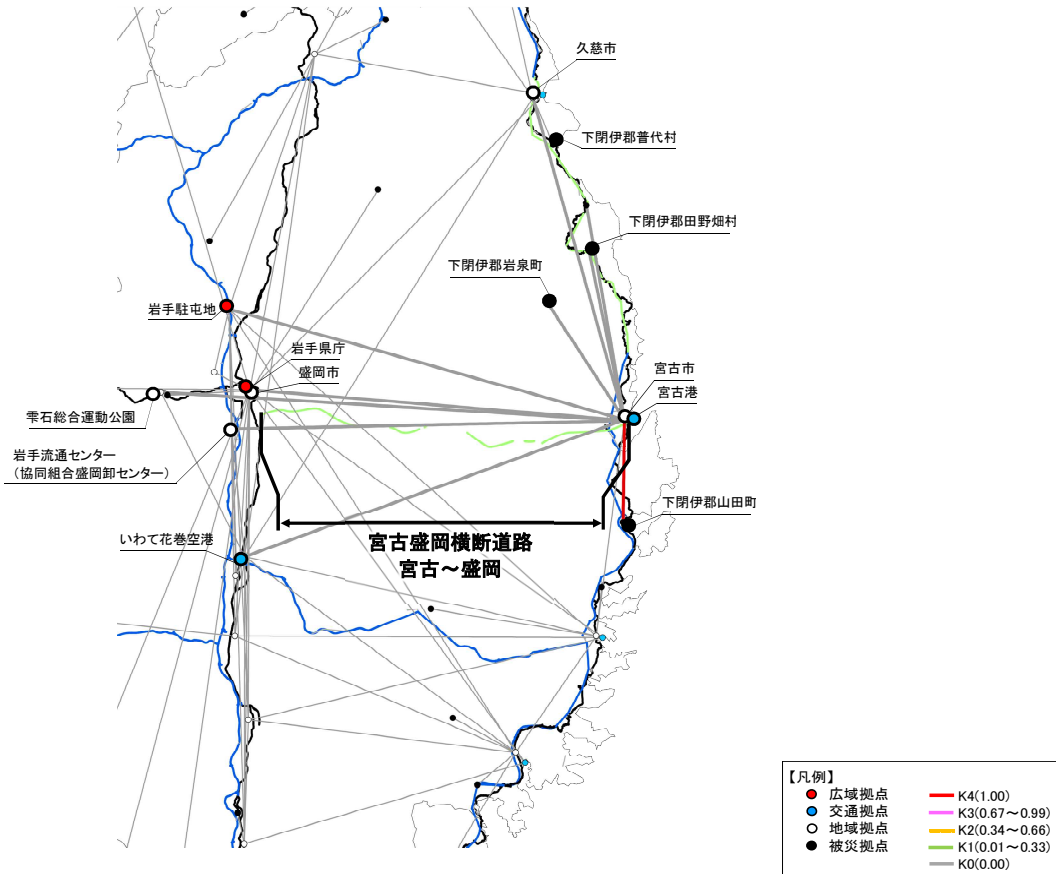 久慈市
下閉伊郡普代村
下閉伊郡田野畑村
下閉伊郡岩泉町
岩手駐屯地
岩手県庁
盛岡市
宮古市
宮古港
雫石総合運動公園
岩手流通センター
(協同組合盛岡卸センター)
下閉伊郡山田町
いわて花巻空港
宮古盛岡横断道路
宮古～盛岡
【凡例】
広域拠点
交通拠点
地域拠点
被災拠点
K4(1.00)
K3(0.67～0.99)
K2(0.34～0.66)
K1(0.01～0.33)
K0(0.00)